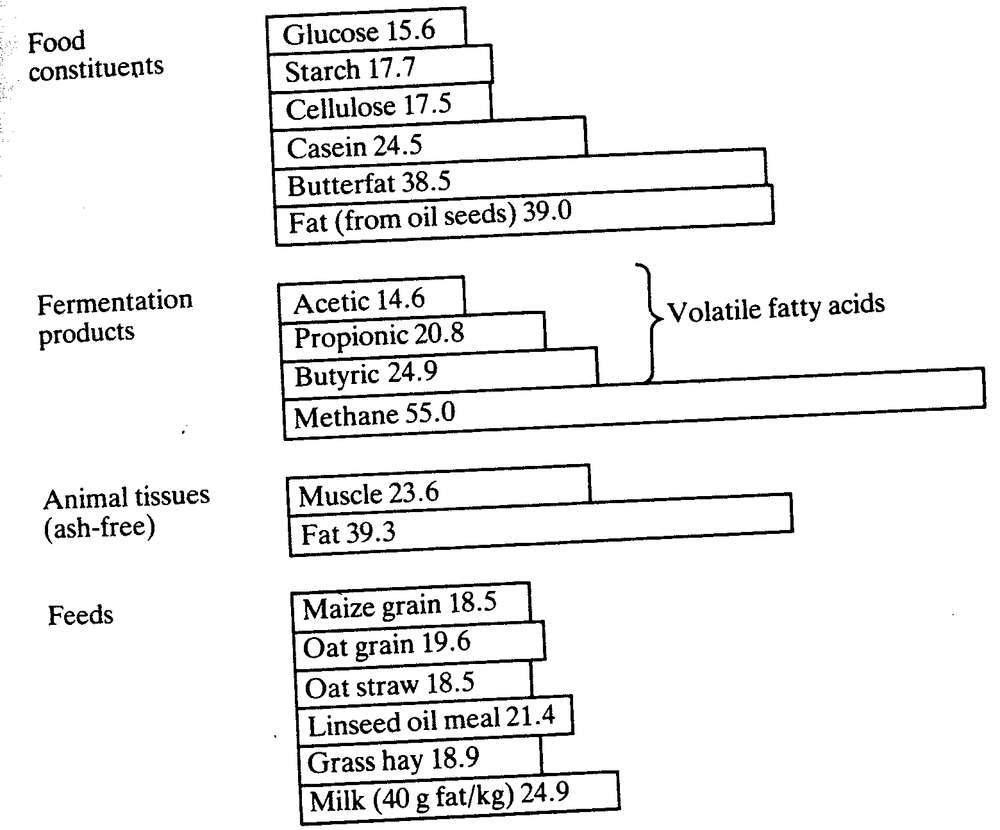 Food
constituents
Glucose 15.6
Starch 17.7
Cellulose 17.5
Casein 24.5
Butterfat 38.5
Fat (from oil seeds) 39.0
Fermentation
products
Acetic 14.6
Propionic 20.8
Butyric 24.9
Methane 55.0
Volatile fatty acids
Animal tissues
(ash-free)
Muscle 23.6
Fat 39.3
Feeds
Maize grain 18.5
Oat grain 19.6
Oat straw 18.5
Linseed oil meal 21.4
Grass hay 18.9
Milk (40 g fat/kg) 24.9